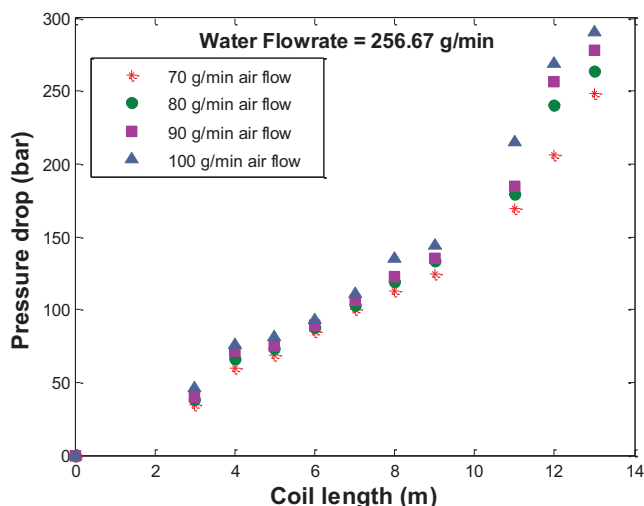 Water Flowrate = 256.67 g/min
70 g/min air flow
80 g/min air flow
90 g/min air flow
100 g/min air flow
Pressure drop (bar)
300
250
200
150
100
50
0
0 2 4 6 8 10 12 14
Coil length (m)